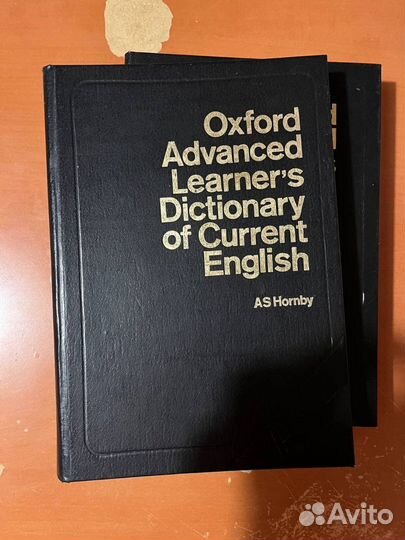 Oxford
Advanced
Learner's
Dictionary
of Current
English
AS Hornby
Avito